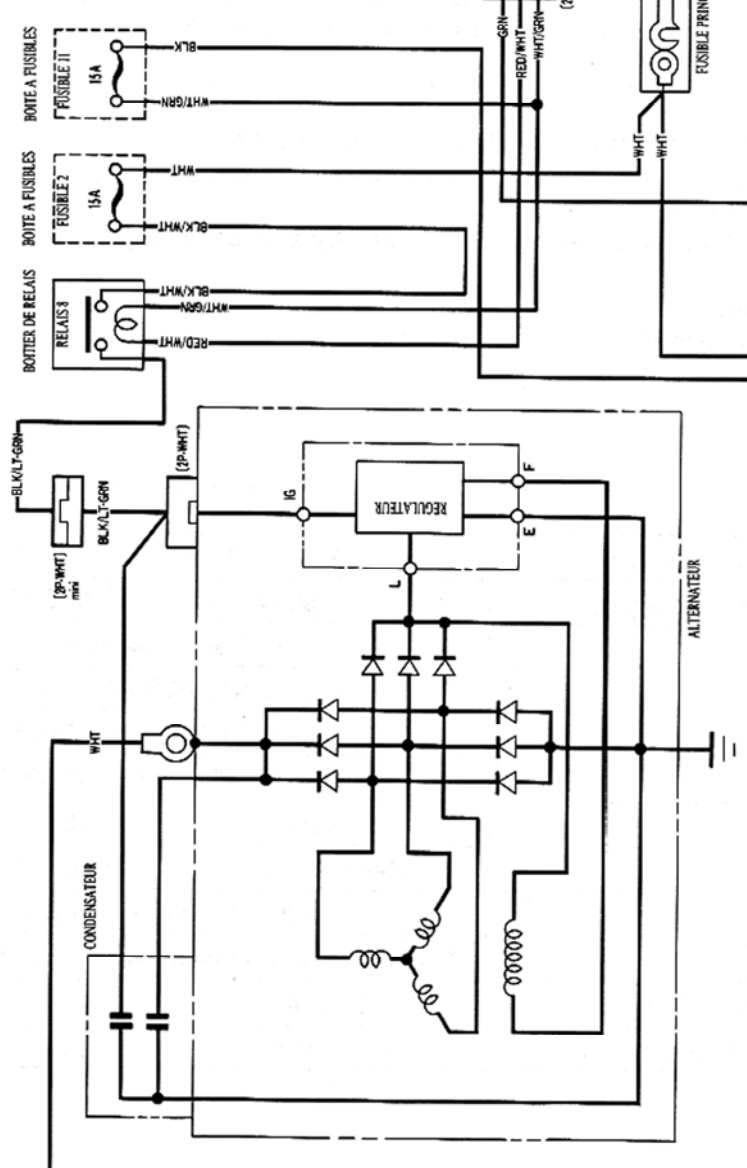 BOITE A FUSIBLES
FUSIBLE 11
15A
BLK
WHT/GRN
BOITE A FUSIBLES
FUSIBLE 2
15A
WHT
BLK/WHT
BOITIER DE RELAIS
RELAIS 8
BLK/WHT
WHT/GRN
RED/WHT
GRN
RED/WHT
WHT/GRN
WHT
WHT
BLK/LT-GRN
[2P-WHT]
mini
BLK/LT-GRN
[2P-WHT]
IG
REGULATEUR
F
E
L
ALTERNATEUR
WHT
CONDENSATEUR